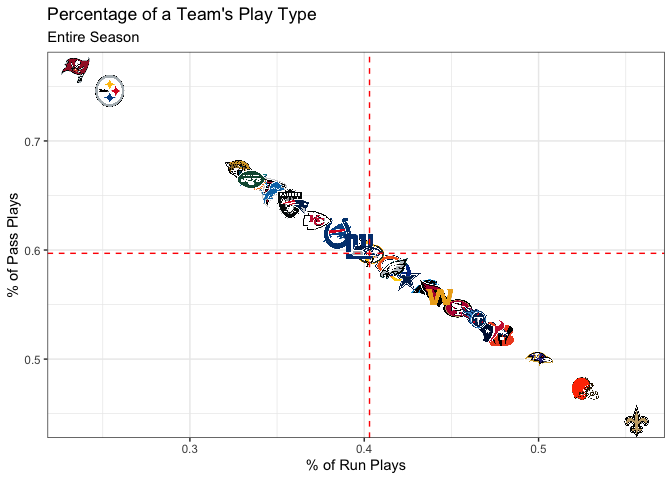 Percentage of a Team's Play Type
Entire Season
% of Pass Plays
0.7
0.6
0.5
0.3
0.4
0.5
% of Run Plays